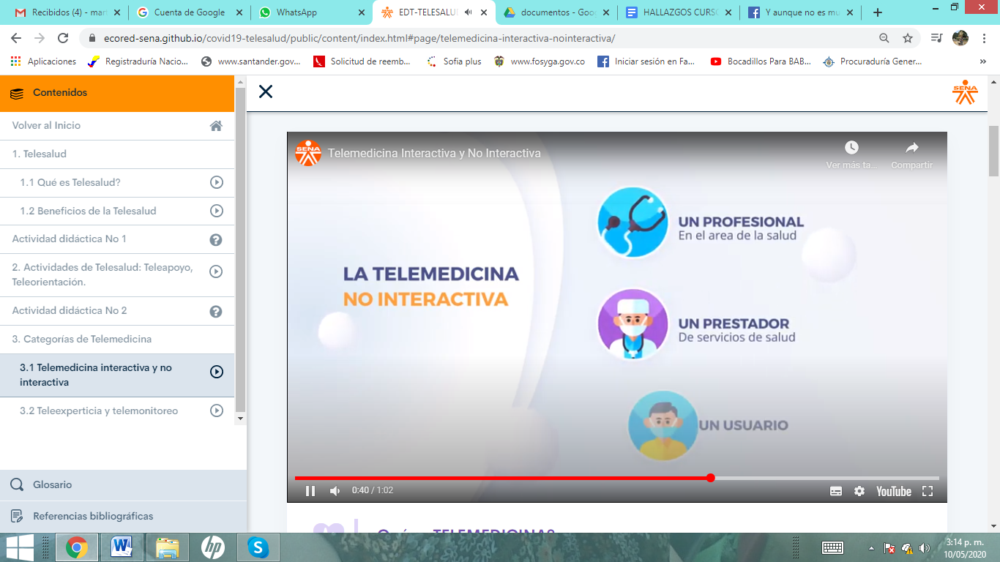 Recibidos (4) - mar
Cuenta de Google
WhatsApp
EDT-TELESALU
documentos - Goo
HALLAZGOS CURSO
Y aunque no es mu
ecored-sena.github.io/covid19-telesalud/public/content/index.html#page/telemedicina-interactiva-nointeractiva/
Aplicaciones
Registraduría Nacio...
www.santander.gov...
Solicitud de reemb...
Sofia plus
www.fosyga.gov.co
Iniciar sesión en Fa...
Bocadillos Para BAB...
Procuraduría Gener...
»
Contenidos
Volver al Inicio
1. Telesalud
1.1 Qué es Telesalud?
1.2 Beneficios de la Telesalud
Actividad didáctica No 1
2. Actividades de Telesalud: Teleapoyo,
Teleorientación.
Actividad didáctica No 2
3. Categorías de Telemedicina
3.1 Telemedicina interactiva y no
interactiva
3.2 Teleexperticia y telemonitoreo
Glosario
Referencias bibliográficas
SENA
SENA
Telemedicina Interactiva y No Interactiva
Ver más ta...
Compartir
LA TELEMEDICINA
NO INTERACTIVA
UN PROFESIONAL
En el area de la salud
UN PRESTADOR
De servicios de salud
UN USUARIO
0:40 / 1:02
YouTube
hp
3:14 p. m.
10/05/2020